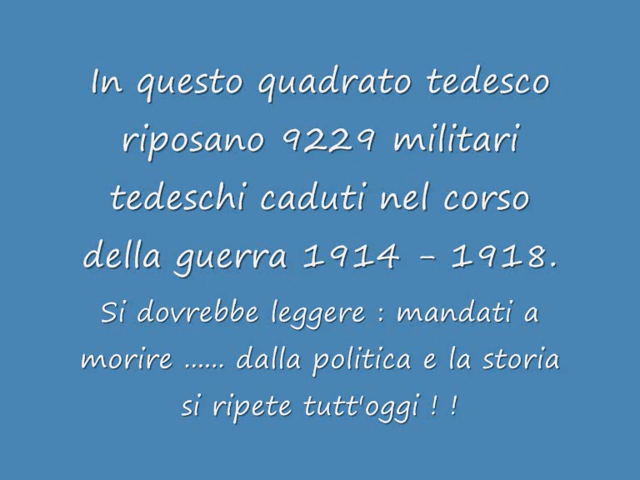 In questo quadrato tedesco
riposano 9229 militari
tedeschi caduti nel corso
della guerra 1914 - 1918.
Si dovrebbe leggere : mandati a
morire ...... dalla politica e la storia
si ripete tutt'oggi ! !